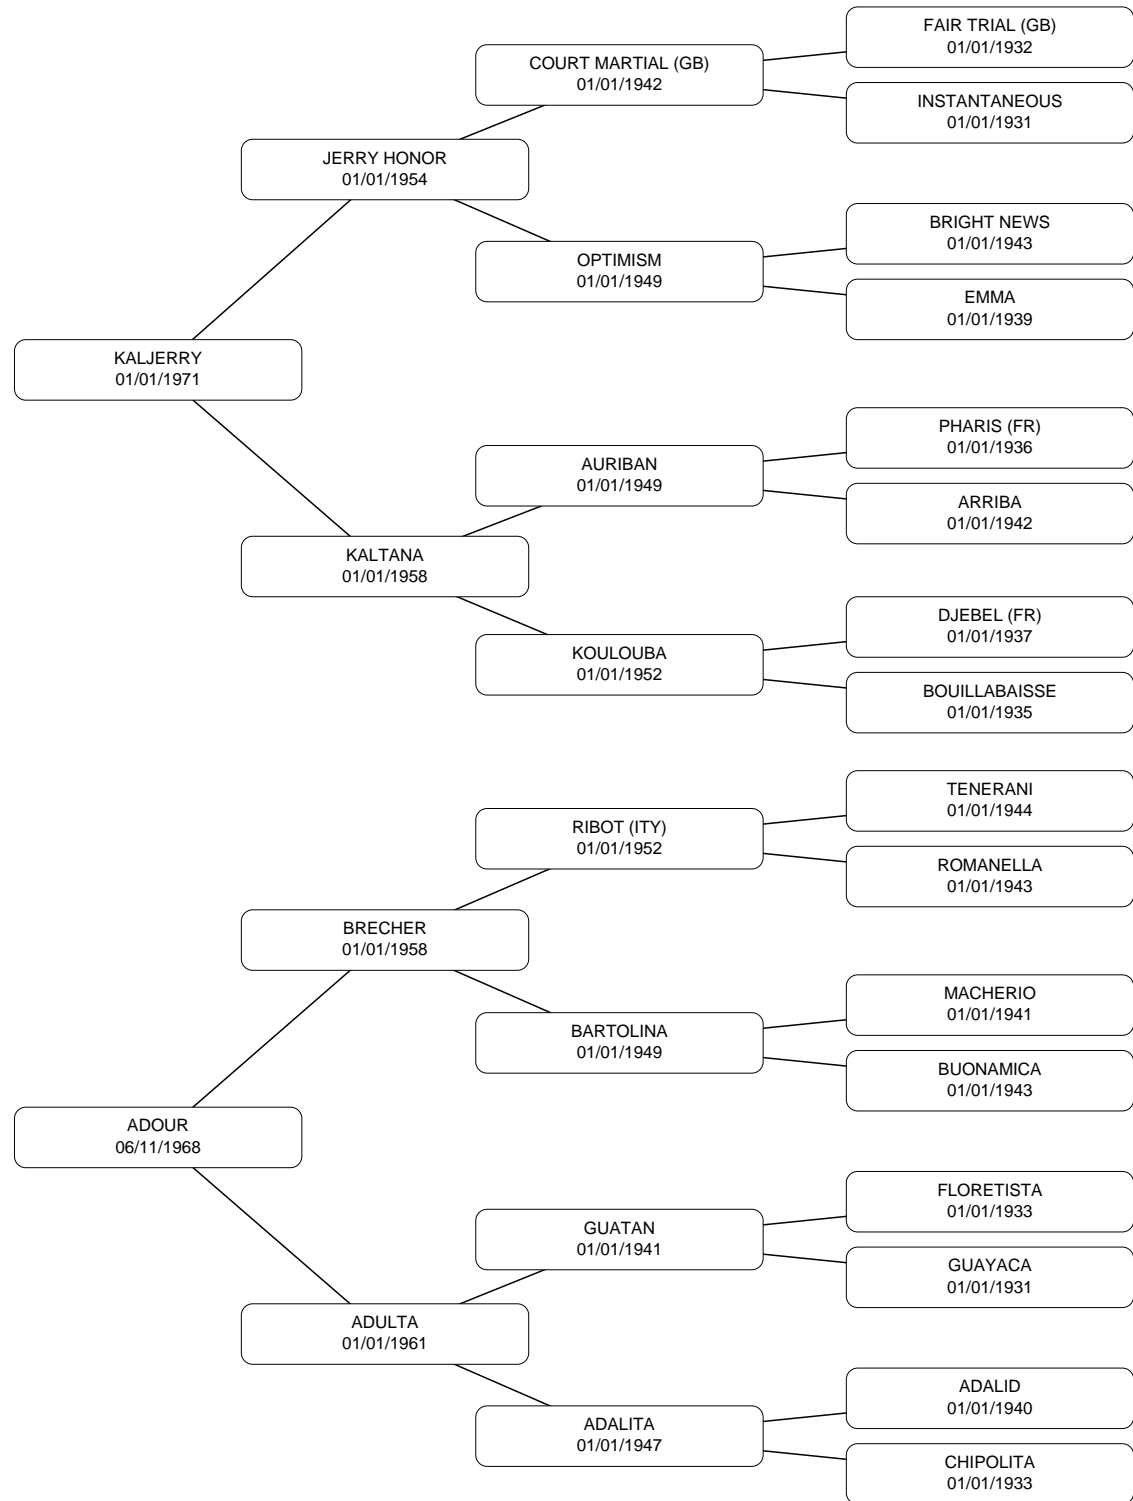 FAIR TRIAL (GB)
01/01/1932
COURT MARTIAL (GB)
01/01/1942
INSTANTANEOUS
01/01/1931
JERRY HONOR
01/01/1954
BRIGHT NEWS
01/01/1943
OPTIMISM
01/01/1949
EMMA
01/01/1939
KALJERRY
01/01/1971
PHARIS (FR)
01/01/1936
AURIBAN
01/01/1949
ARRIBA
01/01/1942
KALTANA
01/01/1958
DJEBEL (FR)
01/01/1937
KOULOUBA
01/01/1952
BOUILLABAISSE
01/01/1935
TENERANI
01/01/1944
RIBOT (ITY)
01/01/1952
ROMANELLA
01/01/1943
BRECHER
01/01/1958
MACHERIO
01/01/1941
BARTOLINA
01/01/1949
BUONAMICA
01/01/1943
ADOUR
06/11/1968
FLORETISTA
01/01/1933
GUATAN
01/01/1941
GUAYACA
01/01/1931
ADULTA
01/01/1961
ADALID
01/01/1940
ADALITA
01/01/1947
CHIPOLITA
01/01/1933